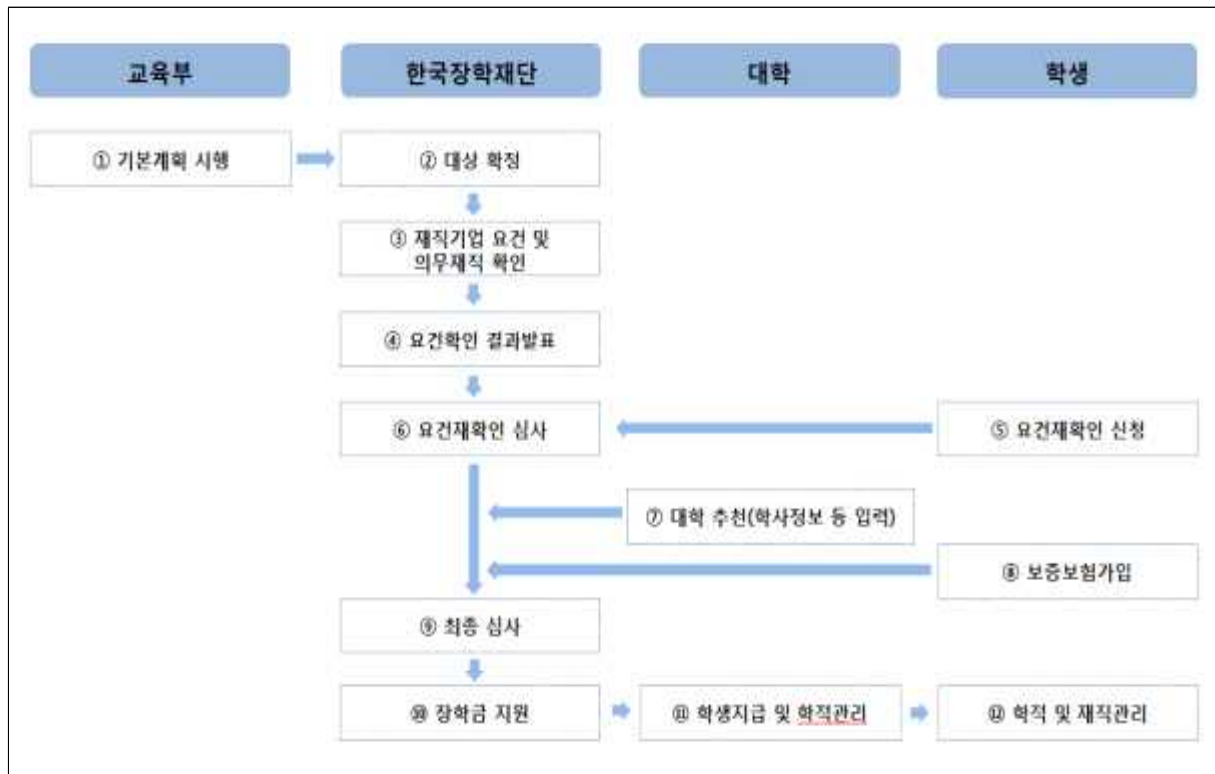 교육부
한국장학재단
대학
학생
① 기본계획 시행
② 대상 확정
③ 재직기업 요건 및
의무재직 확인
④ 요건확인 결과발표
⑥ 요건재확인 심사
⑤ 요건재확인 신청
⑦ 대학 추천(학사정보 등 입력)
⑧ 보증보험가입
⑨ 최종 심사
⑩ 장학금 지원
⑪ 학생지급 및 학적관리
⑫ 학적 및 재직관리